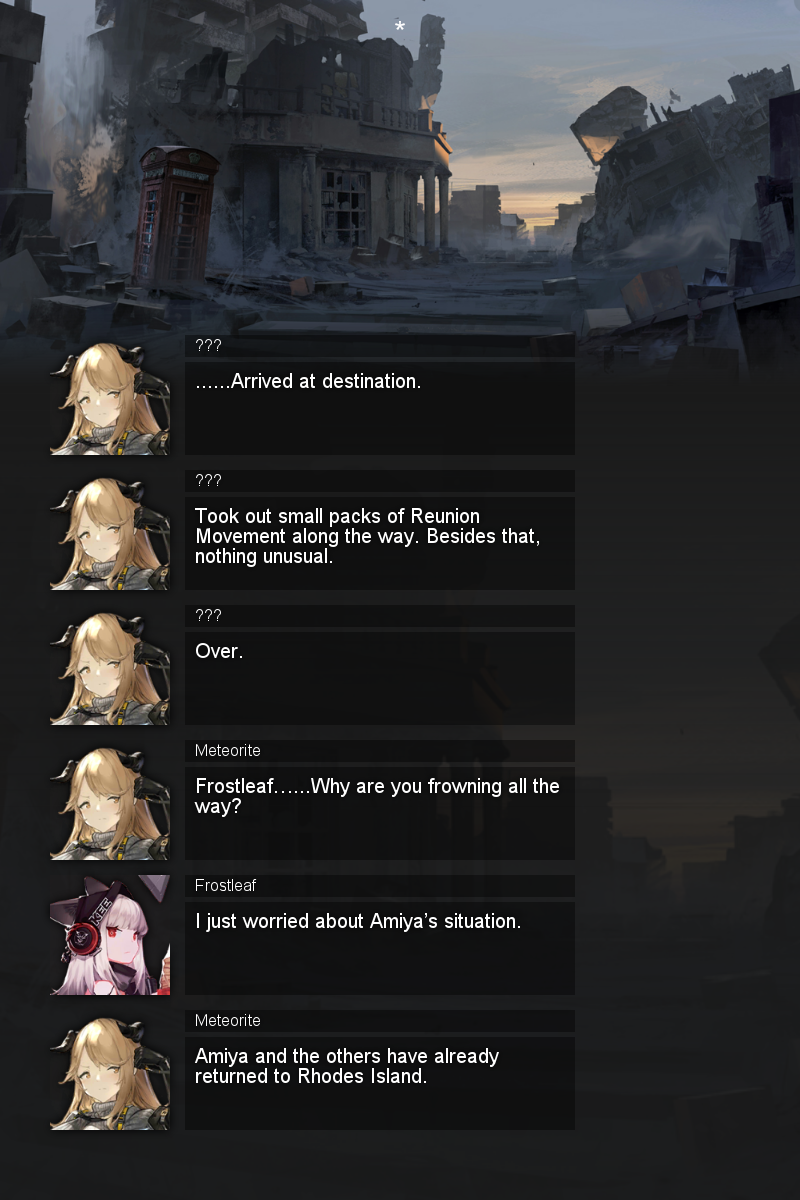 *
???
......Arrived at destination.
???
Took out small packs of Reunion
Movement along the way. Besides that,
nothing unusual.
???
Over.
Meteorite
Frostleaf……Why are you frowning all the
way?
Frostleaf
I just worried about Amiya’s situation.
Meteorite
Amiya and the others have already
returned to Rhodes Island.